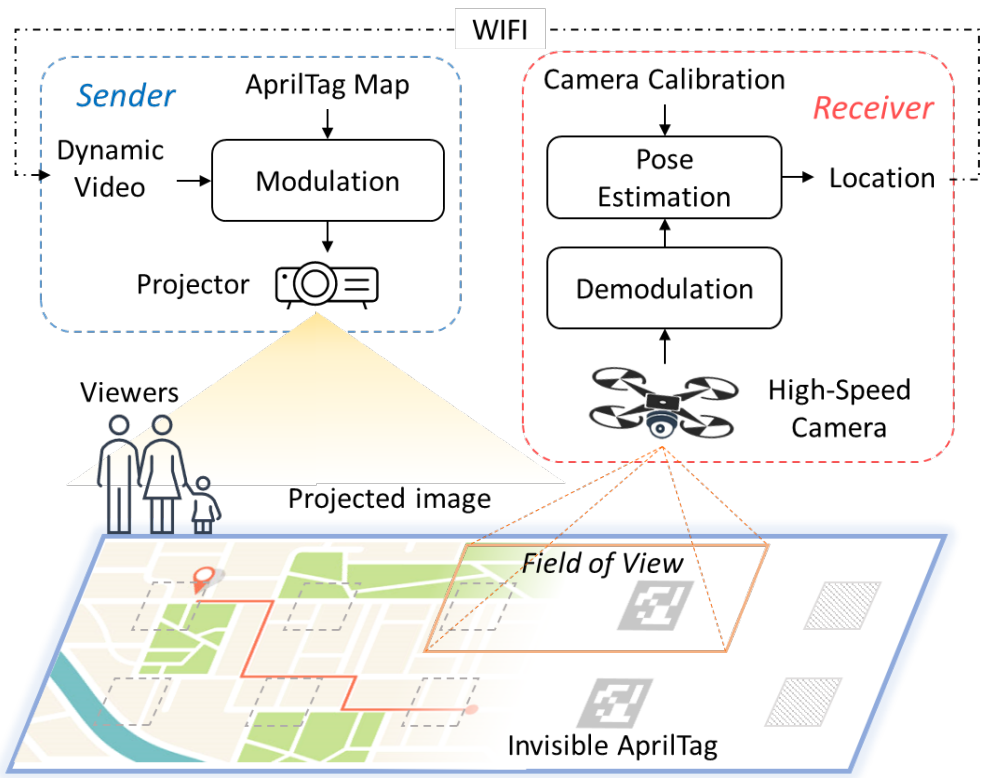 WIFI
Sender
AprilTag Map
Dynamic
Video
Modulation
Projector
Camera Calibration
Receiver
Pose
Estimation
Location
Demodulation
High-Speed
Camera
Viewers
Projected image
Field of View
Invisible AprilTag